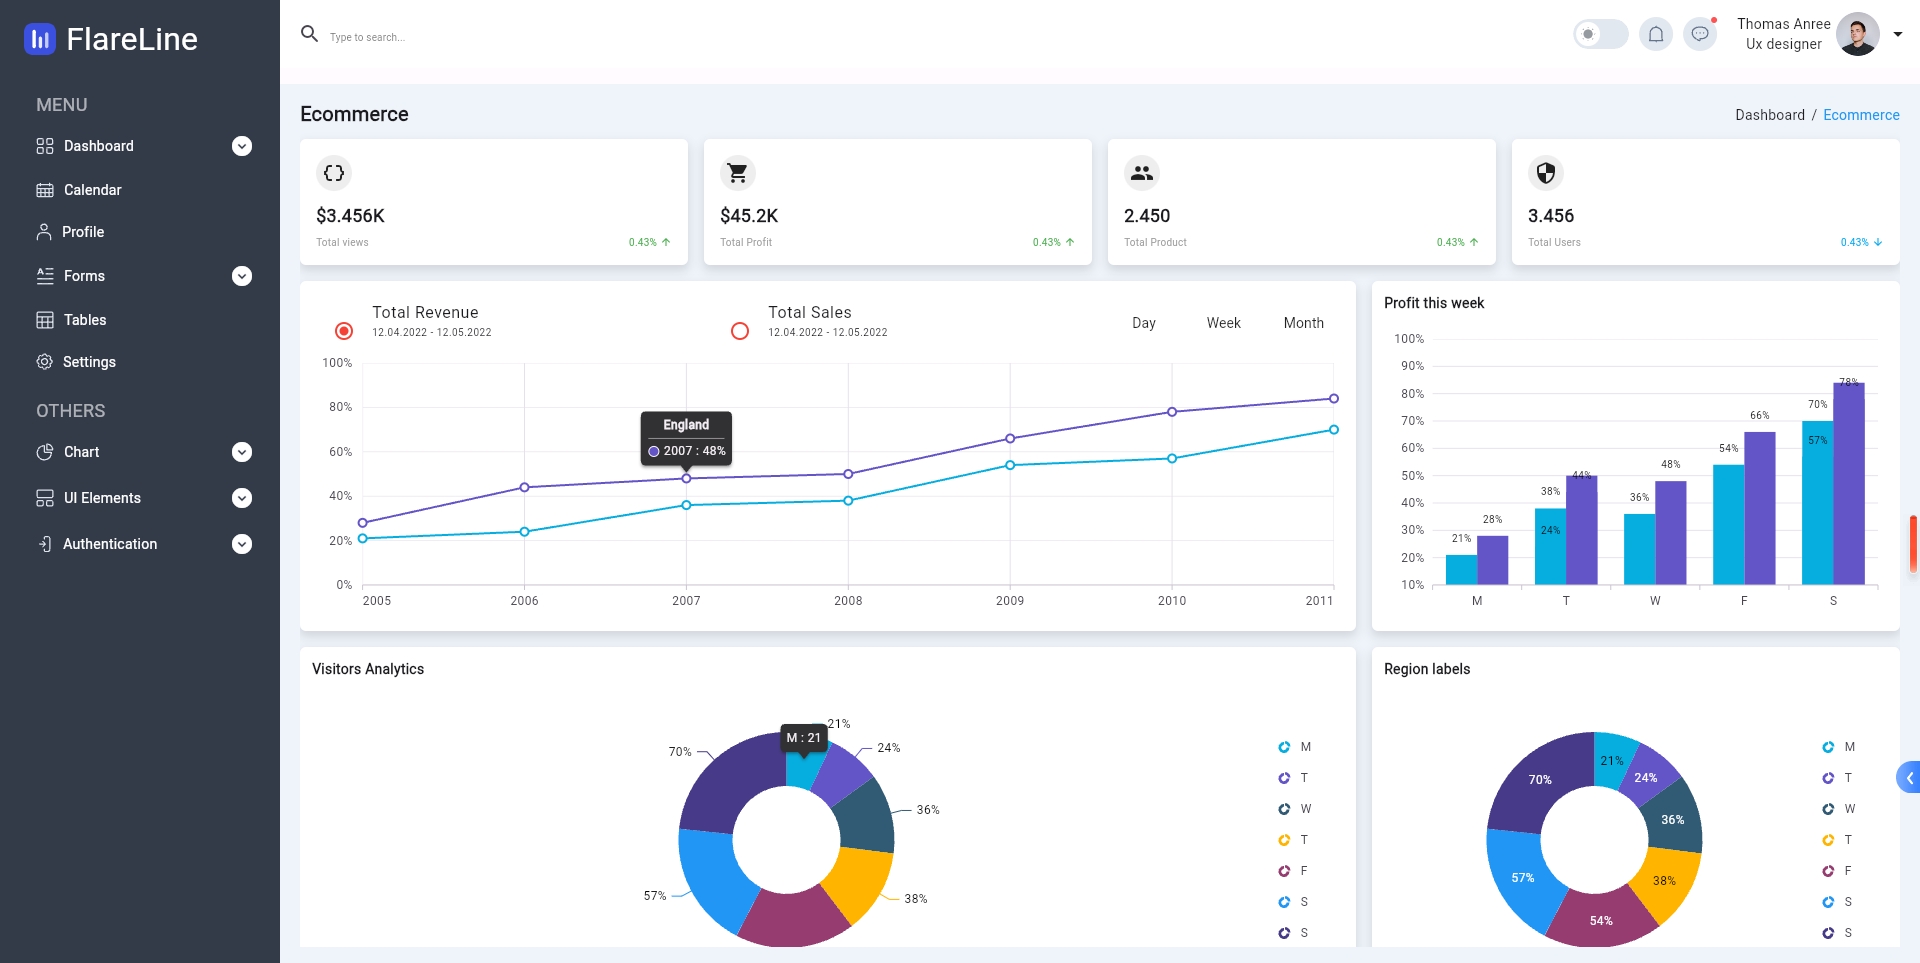 FlareLine
MENU
Dashboard
Calendar
Profile
Forms
Tables
Settings
OTHERS
Chart
UI Elements
Authentication
Type to search...
Thomas Anree
Ux designer
Ecommerce
Dashboard / Ecommerce
$3.456K
Total views 0.43%
$45.2K
Total Profit 0.43%
2.450
Total Product 0.43%
3.456
Total Users 0.43%
Total Revenue
12.04.2022 - 12.05.2022
Total Sales
12.04.2022 - 12.05.2022
Day Week Month
100%
80%
60%
40%
20%
0%
England
2007 : 48%
2005 2006 2007 2008 2009 2010 2011
Profit this week
100%
90%
80%
70%
60%
50%
40%
30%
20%
10%
21% 28%
38% 24% 44%
36% 48%
54% 66%
70% 57% 78%
M T W F S
Visitors Analytics
M : 21
21%
24%
36%
38%
57%
70%
M
T
W
T
F
S
S
Region labels
21%
24%
36%
38%
54%
57%
70%
M
T
W
T
F
S
S